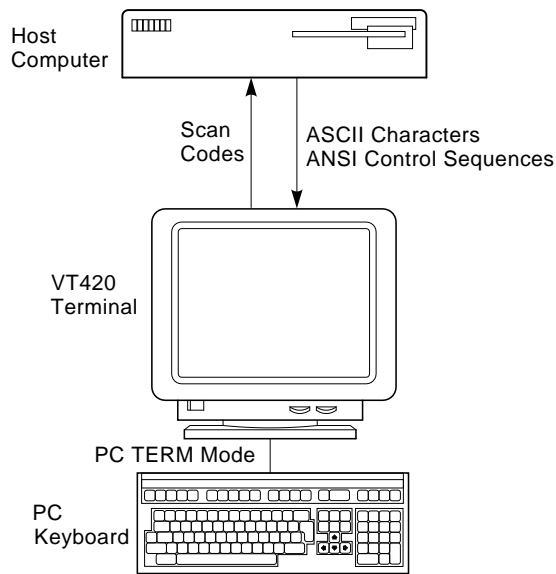 Host
Computer
Scan
Codes
ASCII Characters
ANSI Control Sequences
VT420
Terminal
PC TERM Mode
PC
Keyboard